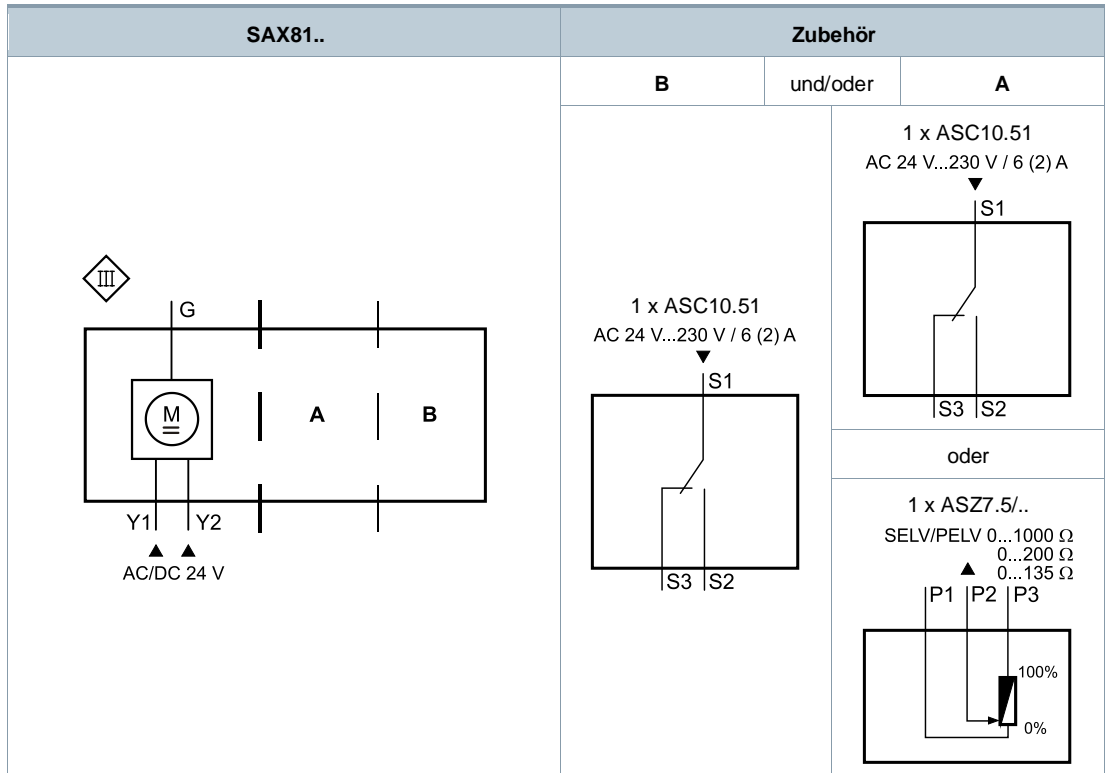 SAX81..
Zubehör
B
und/oder
A
III
G
M
A
B
Y1
Y2
AC/DC 24 V
1 x ASC10.51
AC 24 V...230 V / 6 (2) A
S1
S3
S2
1 x ASC10.51
AC 24 V...230 V / 6 (2) A
S1
S3
S2
oder
1 x ASZ7.5/..
SELV/PELV 0...1000 Ω
0...200 Ω
0...135 Ω
P1
P2
P3
100%
0%